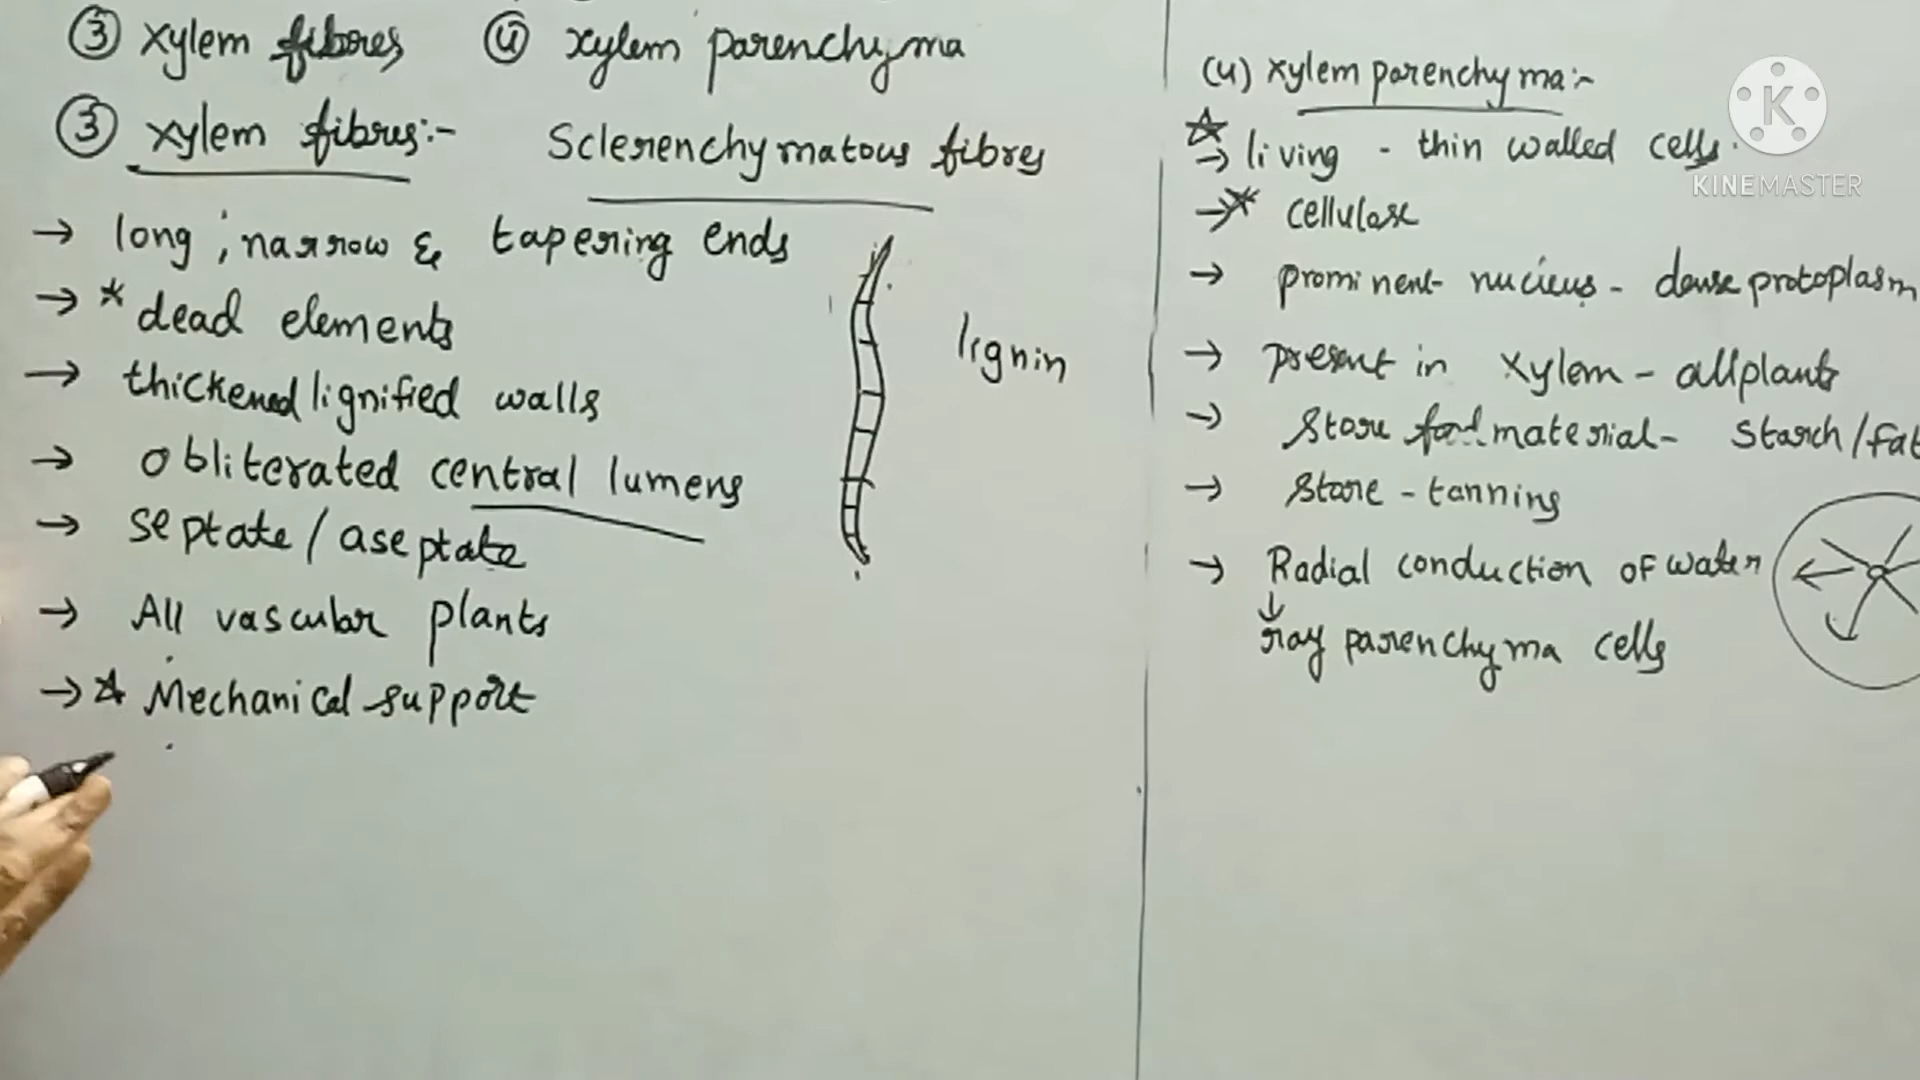 ③ xylem fibres ④ xylem parenchyma
③ xylem fibres:-
Sclerenchymatous fibres
→ long, narrow & tapering ends
→ * dead elements
→ thickened lignified walls
→ obliterated central lumens
→ septate / aseptate
→ All vascular plants
→ ☆ Mechanical support
lignin
(4) xylem parenchyma:-
☆
→ living - thin walled cells.
→ * cellulose
→ prominent nucleus - dense protoplasm
→ present in xylem - all plants
→ store food material - starch / fat
→ store - tannins
→ Radial conduction of water
↓
ray parenchyma cells
K
KINEMASTER